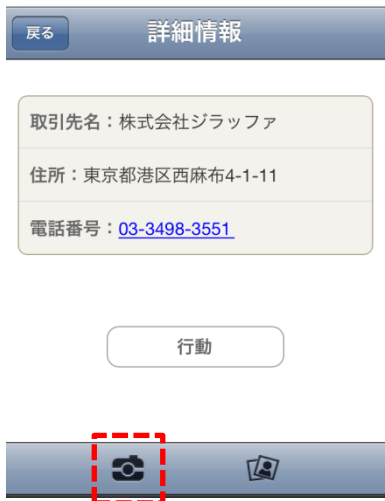 戻る
詳細情報
取引先名：株式会社ジラッファ
住所：東京都港区西麻布4-1-11
電話番号：03-3498-3551
行動